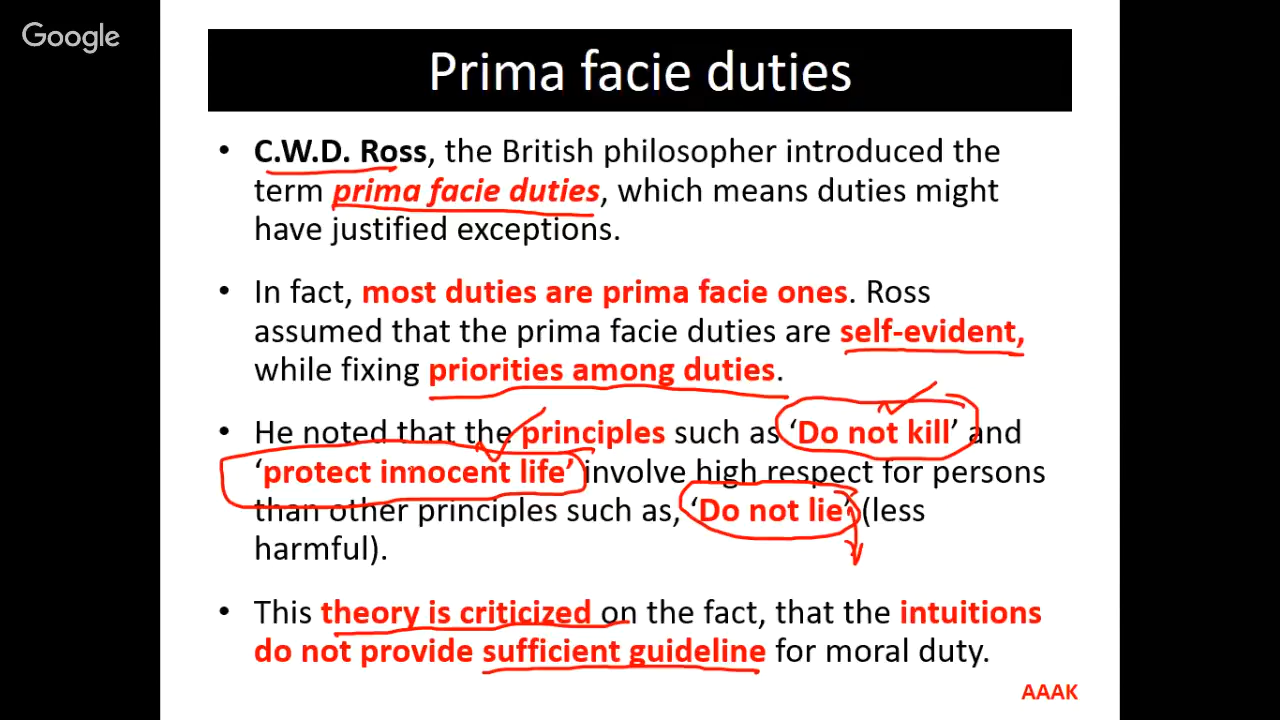 Google
Prima facie duties
• C.W.D. Ross, the British philosopher introduced the
term prima facie duties, which means duties might
have justified exceptions.
• In fact, most duties are prima facie ones. Ross
assumed that the prima facie duties are self-evident,
while fixing priorities among duties.
• He noted that the principles such as ‘Do not kill’ and
‘protect innocent life’ involve high respect for persons
than other principles such as, ‘Do not lie’ (less
harmful).
• This theory is criticized on the fact, that the intuitions
do not provide sufficient guideline for moral duty.
AAAK